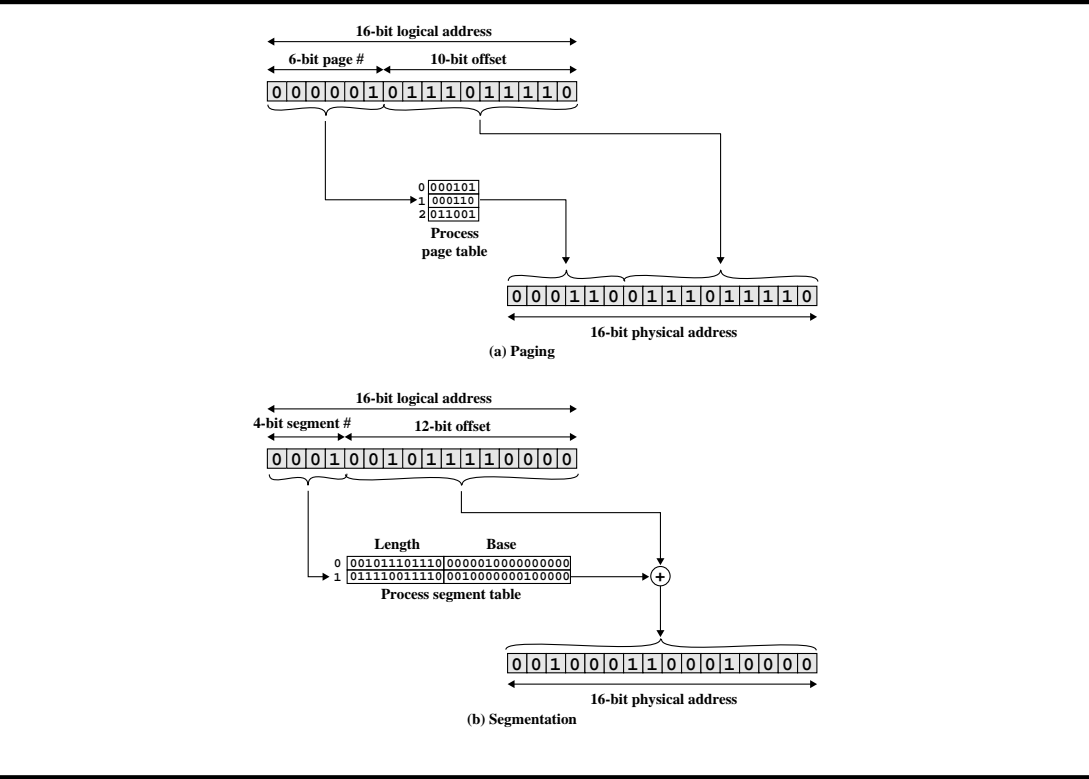 16-bit logical address
6-bit page # 10-bit offset
0 0 0 0 0 1 0 1 1 1 0 1 1 1 1 0
0 000101
1 000110
2 011001
Process
page table
0 0 0 1 1 0 0 1 1 1 0 1 1 1 1 0
16-bit physical address
(a) Paging
16-bit logical address
4-bit segment # 12-bit offset
0 0 0 1 0 0 1 0 1 1 1 1 0 0 0 0
Length Base
0 001011101110 0000010000000000
1 011110011110 0010000000100000
+
Process segment table
0 0 1 0 0 0 1 1 0 0 0 1 0 0 0 0
16-bit physical address
(b) Segmentation